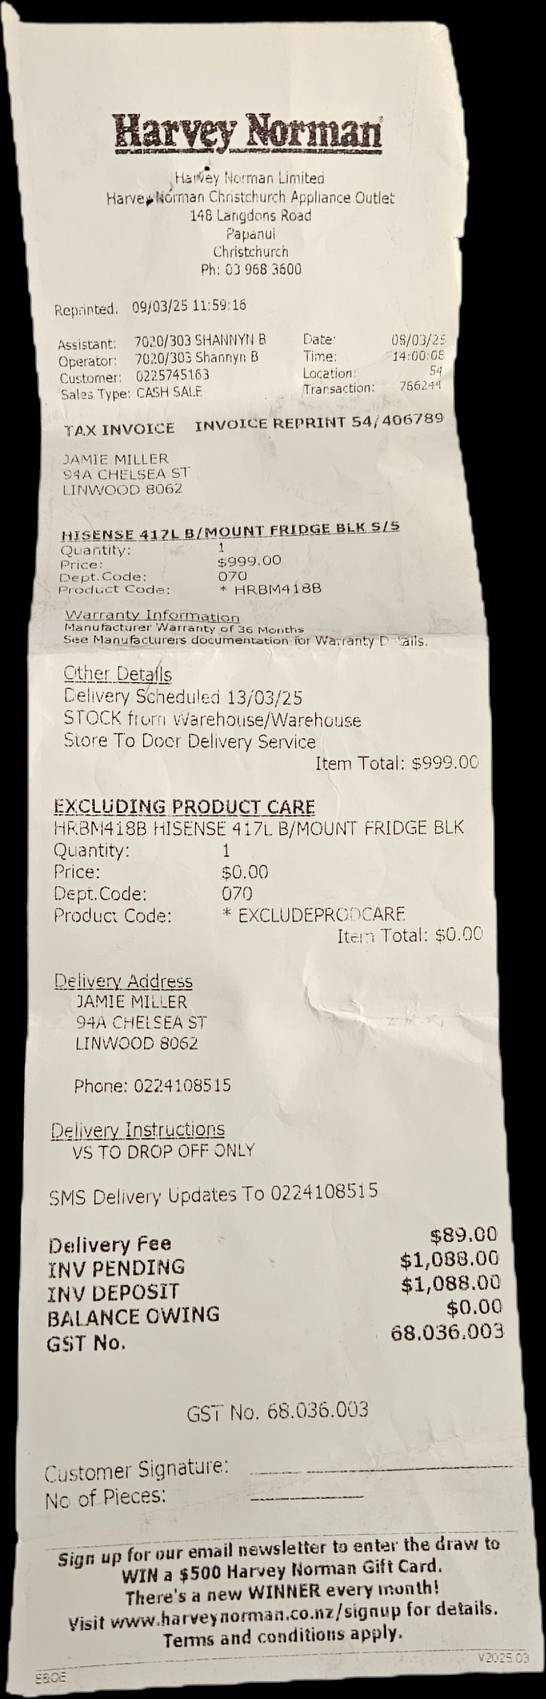 Harvey Norman
Harvey Norman Limited
Harvey Norman Christchurch Appliance Outlet
148 Langdons Road
Papanui
Christchurch
Ph: 03 968 3600
Reprinted. 09/03/25 11:59:16
Assistant: 7020/303 SHANNYN B Date: 08/03/25
Operator: 7020/303 Shannyn B Time: 14:00:08
Customer: 0225745163 Location: 54
Sales Type: CASH SALE Transaction: 766244
TAX INVOICE INVOICE REPRINT 54/406789
JAMIE MILLER
94A CHELSEA ST
LINWOOD 8062
HISENSE 417L B/MOUNT FRIDGE BLK S/S
Quantity: 1
Price: $999.00
Dept.Code: 070
Product Code: * HRBM418B
Warranty Information
Manufacturer Warranty of 36 Months
See Manufacturers documentation for Warranty D tails.
Other Details
Delivery Scheduled 13/03/25
STOCK from Warehouse/Warehouse
Store To Door Delivery Service
Item Total: $999.00
EXCLUDING PRODUCT CARE
HRBM418B HISENSE 417L B/MOUNT FRIDGE BLK
Quantity: 1
Price: $0.00
Dept.Code: 070
Product Code: * EXCLUDEPRODCARE
Item Total: $0.00
Delivery Address
JAMIE MILLER
94A CHELSEA ST
LINWOOD 8062
Phone: 0224108515
Delivery Instructions
VS TO DROP OFF ONLY
SMS Delivery Updates To 0224108515
Delivery Fee $89.00
INV PENDING $1,088.00
INV DEPOSIT $1,088.00
BALANCE OWING $0.00
GST No. 68.036.003
GST No. 68.036.003
Customer Signature:
No of Pieces:
Sign up for our email newsletter to enter the draw to
WIN a $500 Harvey Norman Gift Card.
There's a new WINNER every month!
Visit www.harveynorman.co.nz/signup for details.
Terms and conditions apply.
V2025.03
E&OE